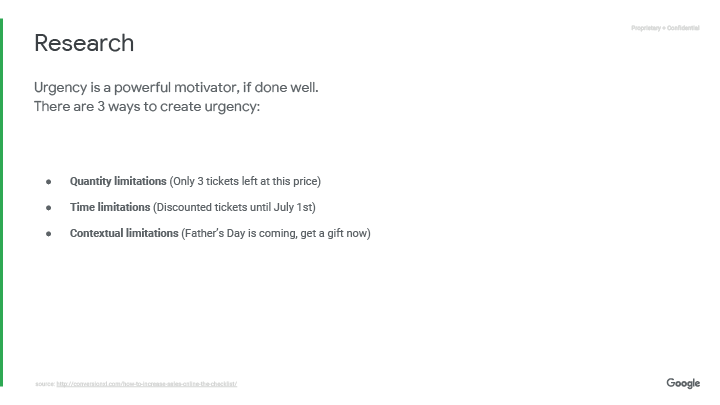 Proprietary + Confidential
Research
Urgency is a powerful motivator, if done well.
There are 3 ways to create urgency:
● Quantity limitations (Only 3 tickets left at this price)
● Time limitations (Discounted tickets until July 1st)
● Contextual limitations (Father's Day is coming, get a gift now)
SOURCE: http://conversionxl.com/how-to-increase-sales-online-the-checklist/
Google